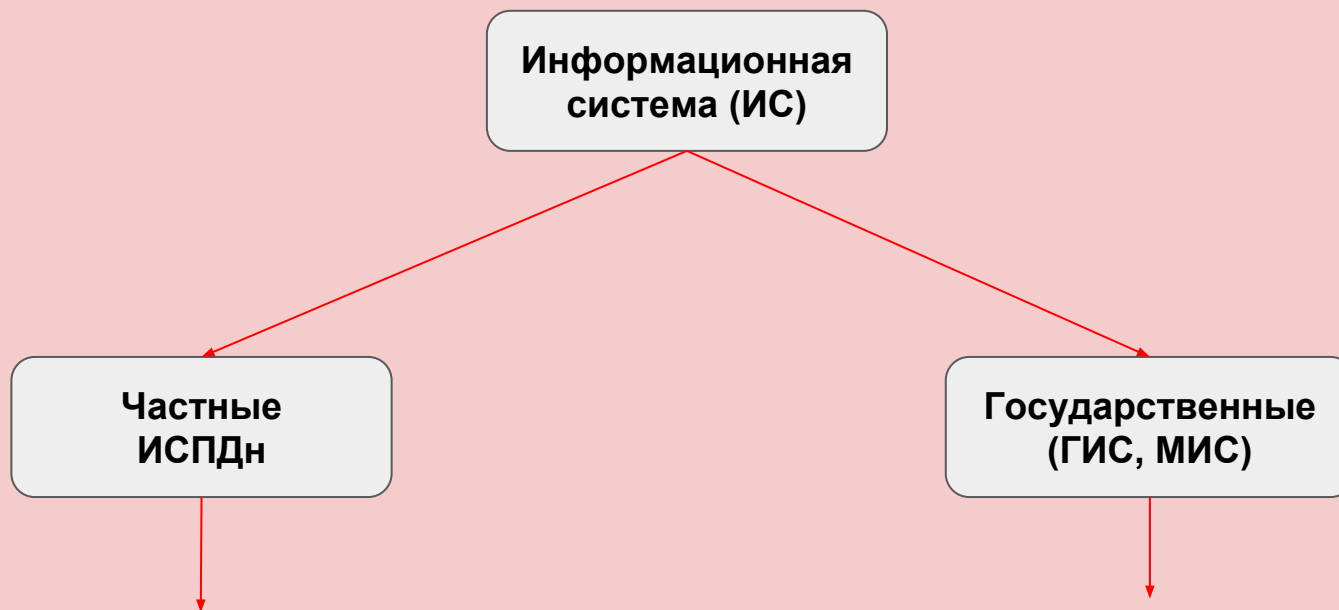 Информационная
система (ИС)
Частные
ИСПДн
Государственные
(ГИС, МИС)